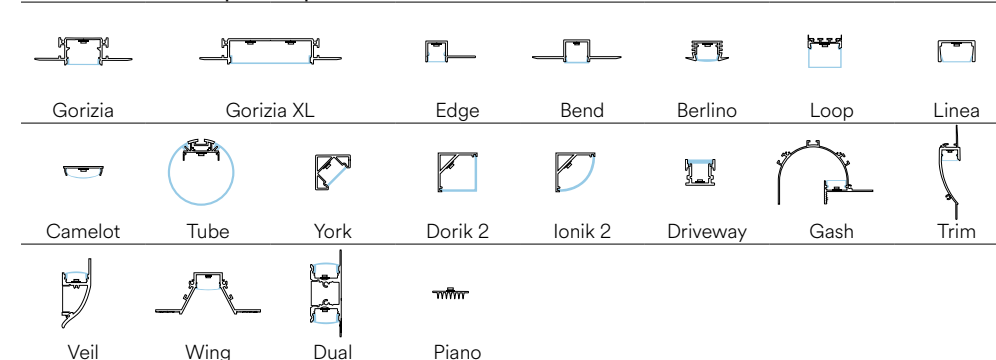 Gorizia Gorizia XL Edge Bend Berlino Loop Linea
Camelot Tube York Dorik 2 Ionik 2 Driveway Gash Trim
Veil Wing Dual Piano